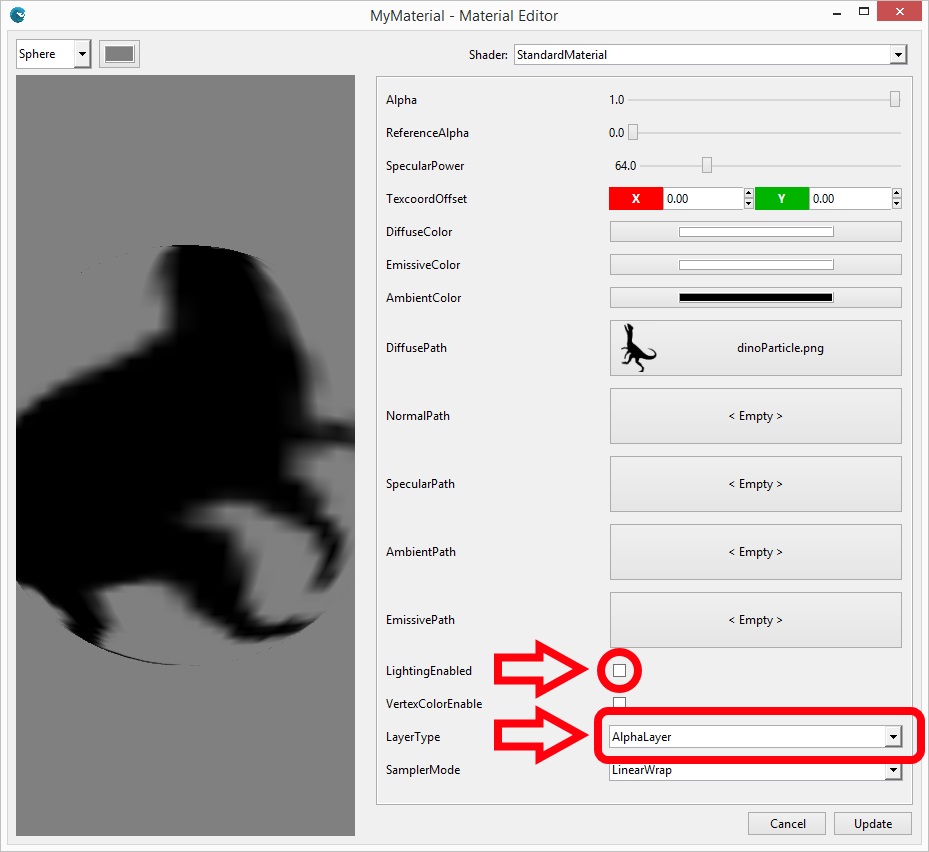 MyMaterial - Material Editor
Sphere
Shader: StandardMaterial
Alpha 1.0
ReferenceAlpha 0.0
SpecularPower 64.0
TexcoordOffset X 0.00 Y 0.00
DiffuseColor
EmissiveColor
AmbientColor
DiffusePath dinoParticle.png
NormalPath < Empty >
SpecularPath < Empty >
AmbientPath < Empty >
EmissivePath < Empty >
LightingEnabled
VertexColorEnable
LayerType AlphaLayer
SamplerMode LinearWrap
Cancel Update